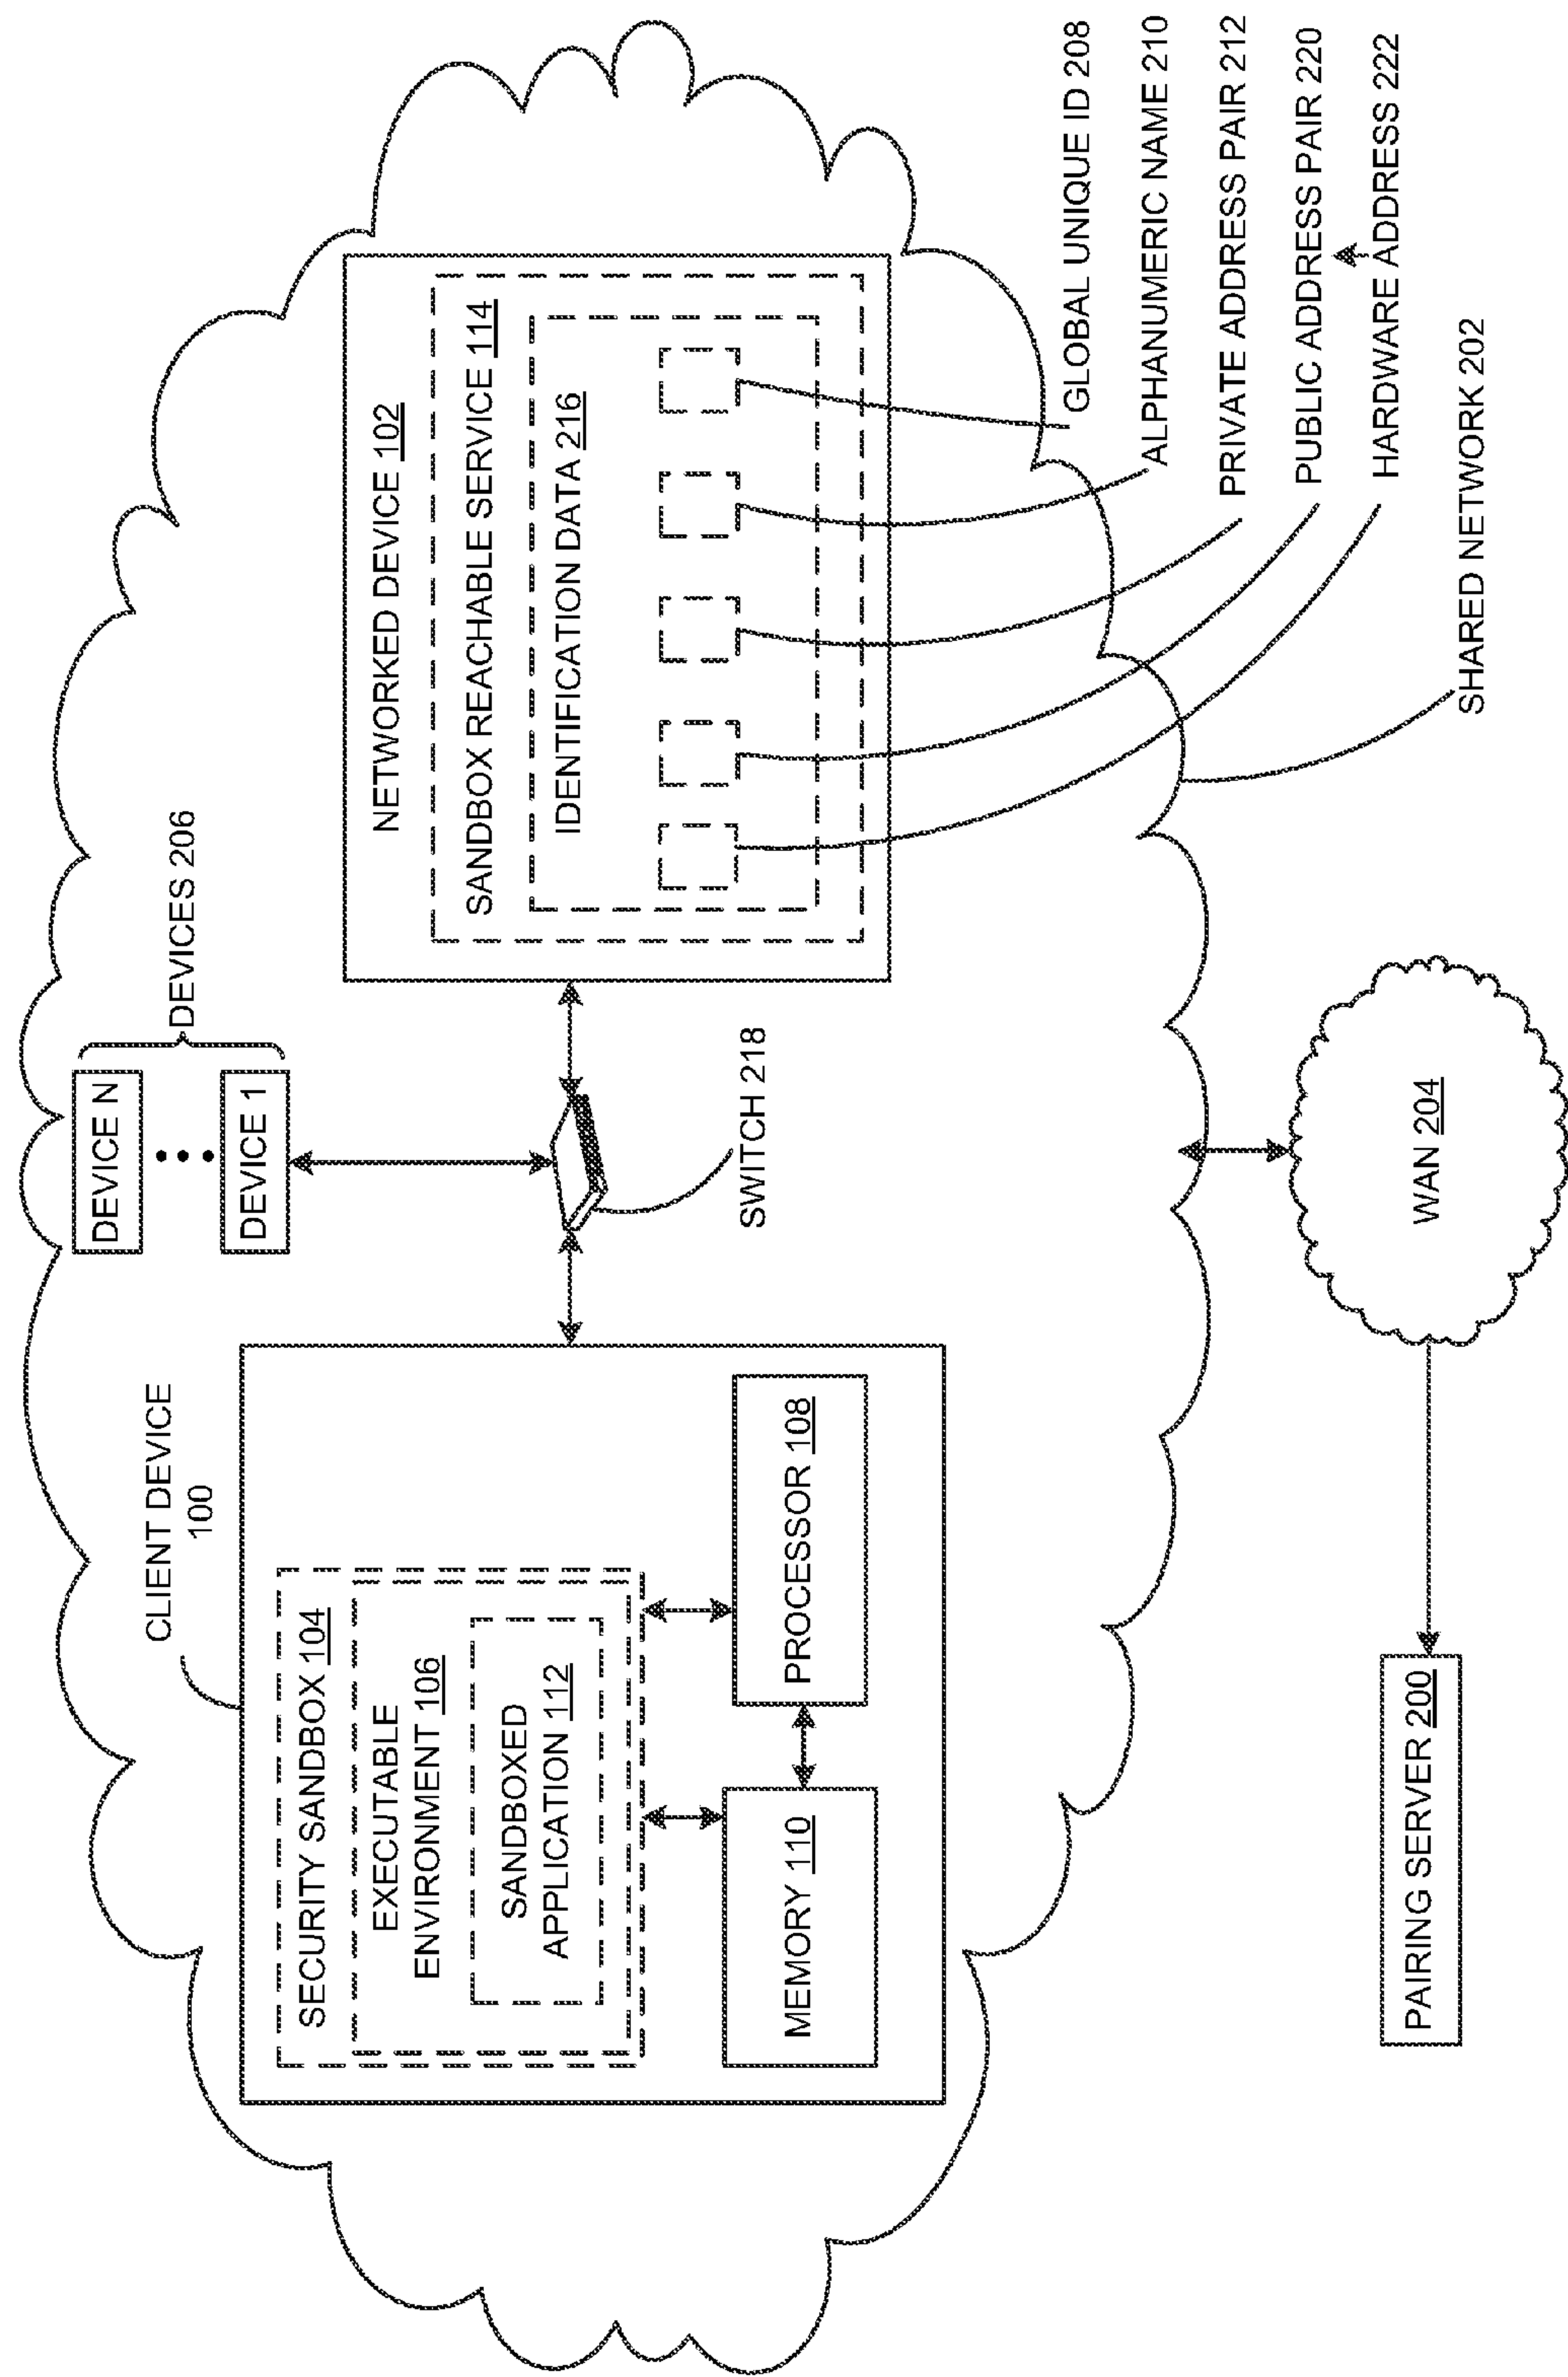 DEVICES 206
DEVICE N
DEVICE 1
CLIENT DEVICE
100
SECURITY SANDBOX 104
EXECUTABLE
ENVIRONMENT 106
SANDBOXED
APPLICATION 112
PROCESSOR 108
MEMORY 110
SWITCH 218
NETWORKED DEVICE 102
SANDBOX REACHABLE SERVICE 114
IDENTIFICATION DATA 216
GLOBAL UNIQUE ID 208
ALPHANUMERIC NAME 210
PRIVATE ADDRESS PAIR 212
PUBLIC ADDRESS PAIR 220
HARDWARE ADDRESS 222
SHARED NETWORK 202
WAN 204
PAIRING SERVER 200